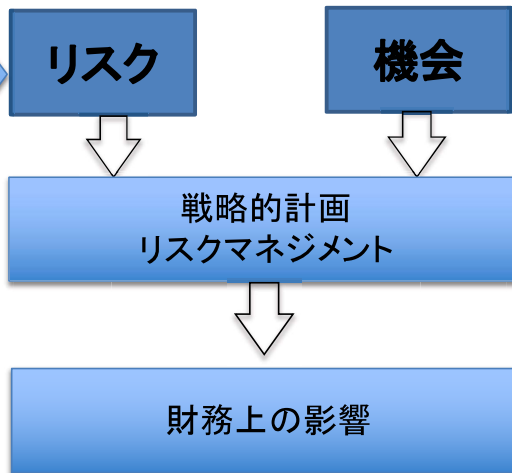 リスク
機会
戦略的計画
リスクマネジメント
財務上の影響